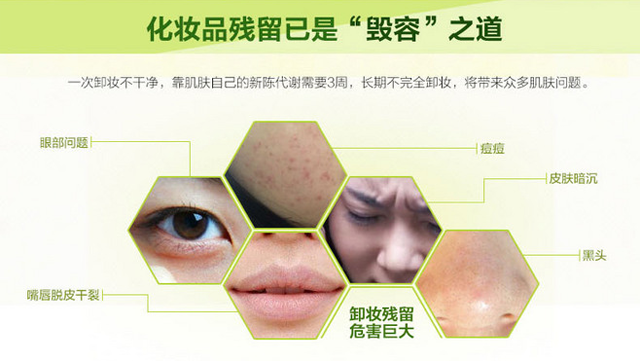 化妆品残留已是“毁容”之道
一次卸妆不干净，靠肌肤自己的新陈代谢需要3周，长期不完全卸妆，将带来众多肌肤问题。
眼部问题
痘痘
皮肤暗沉
黑头
嘴唇脱皮干裂
卸妆残留
危害巨大